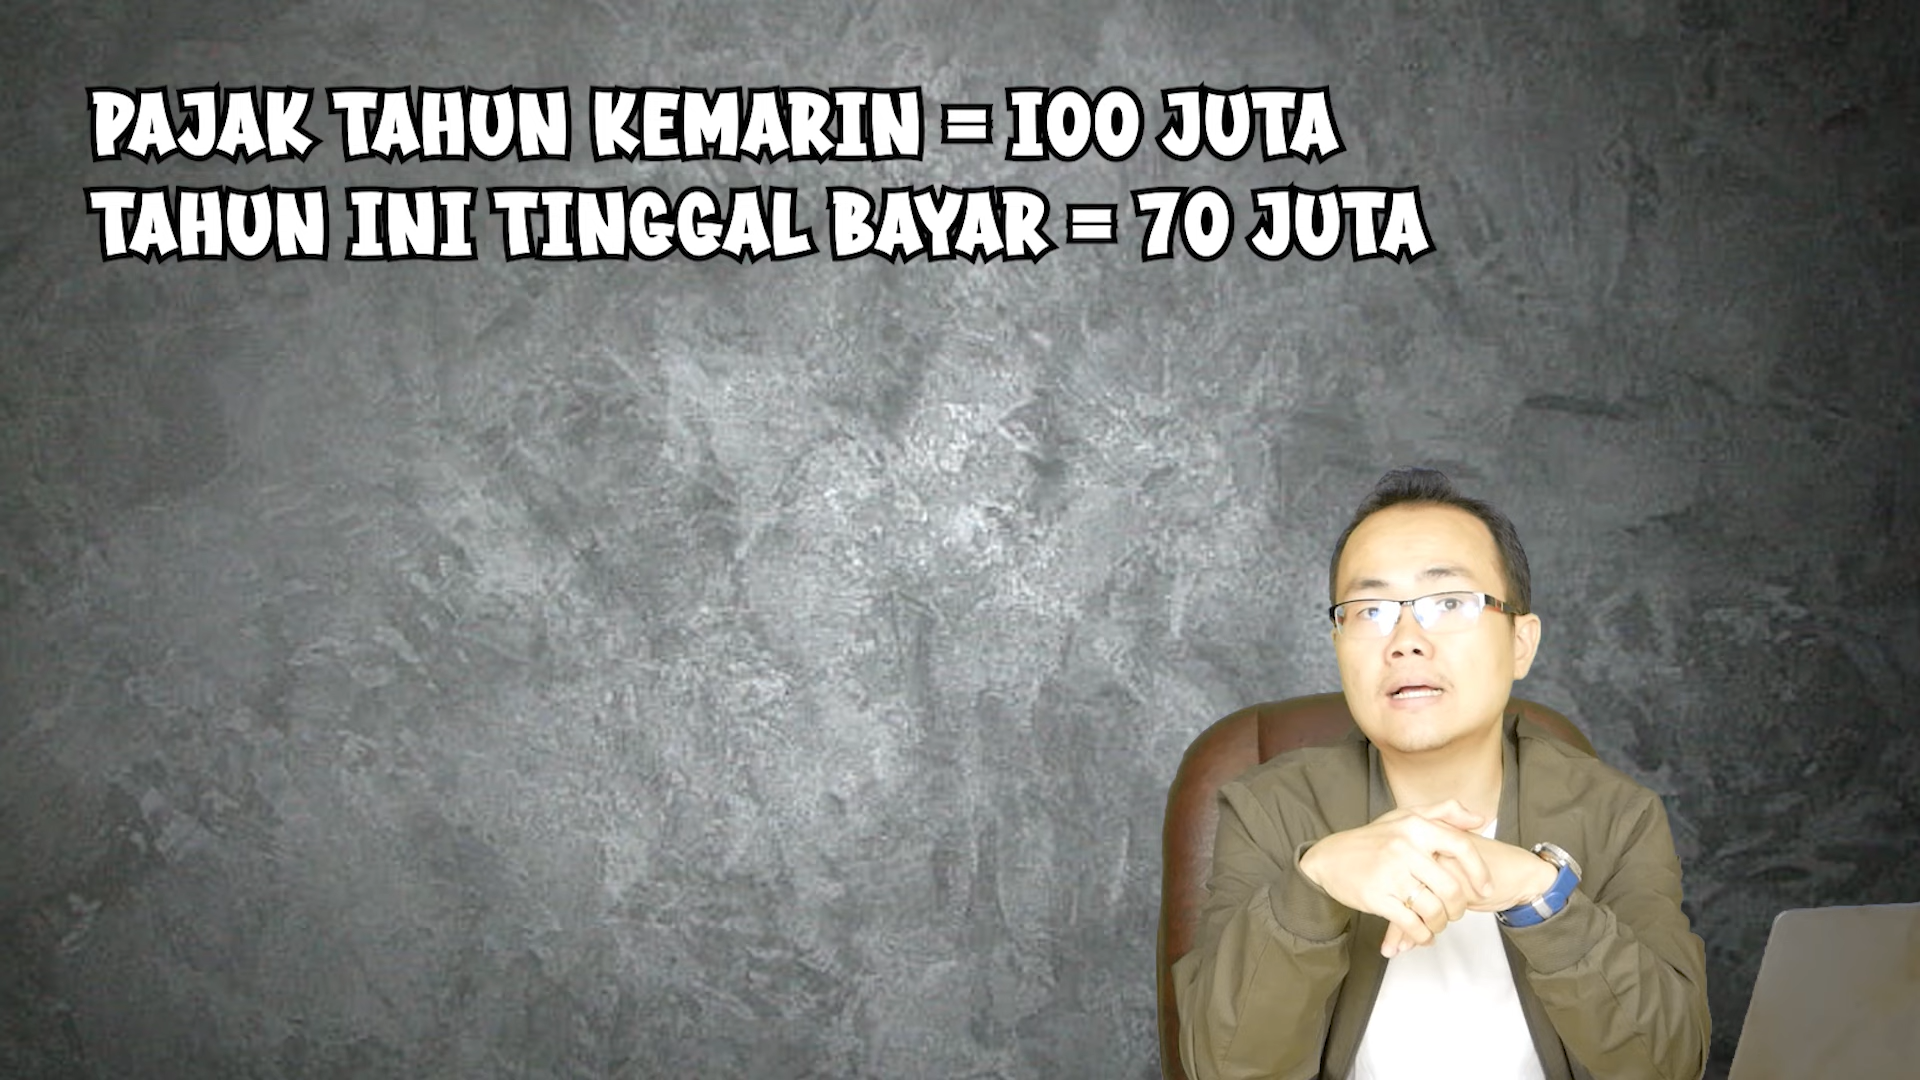 PAJAK TAHUN KEMARIN = 100 JUTA
TAHUN INI TINGGAL BAYAR = 70 JUTA